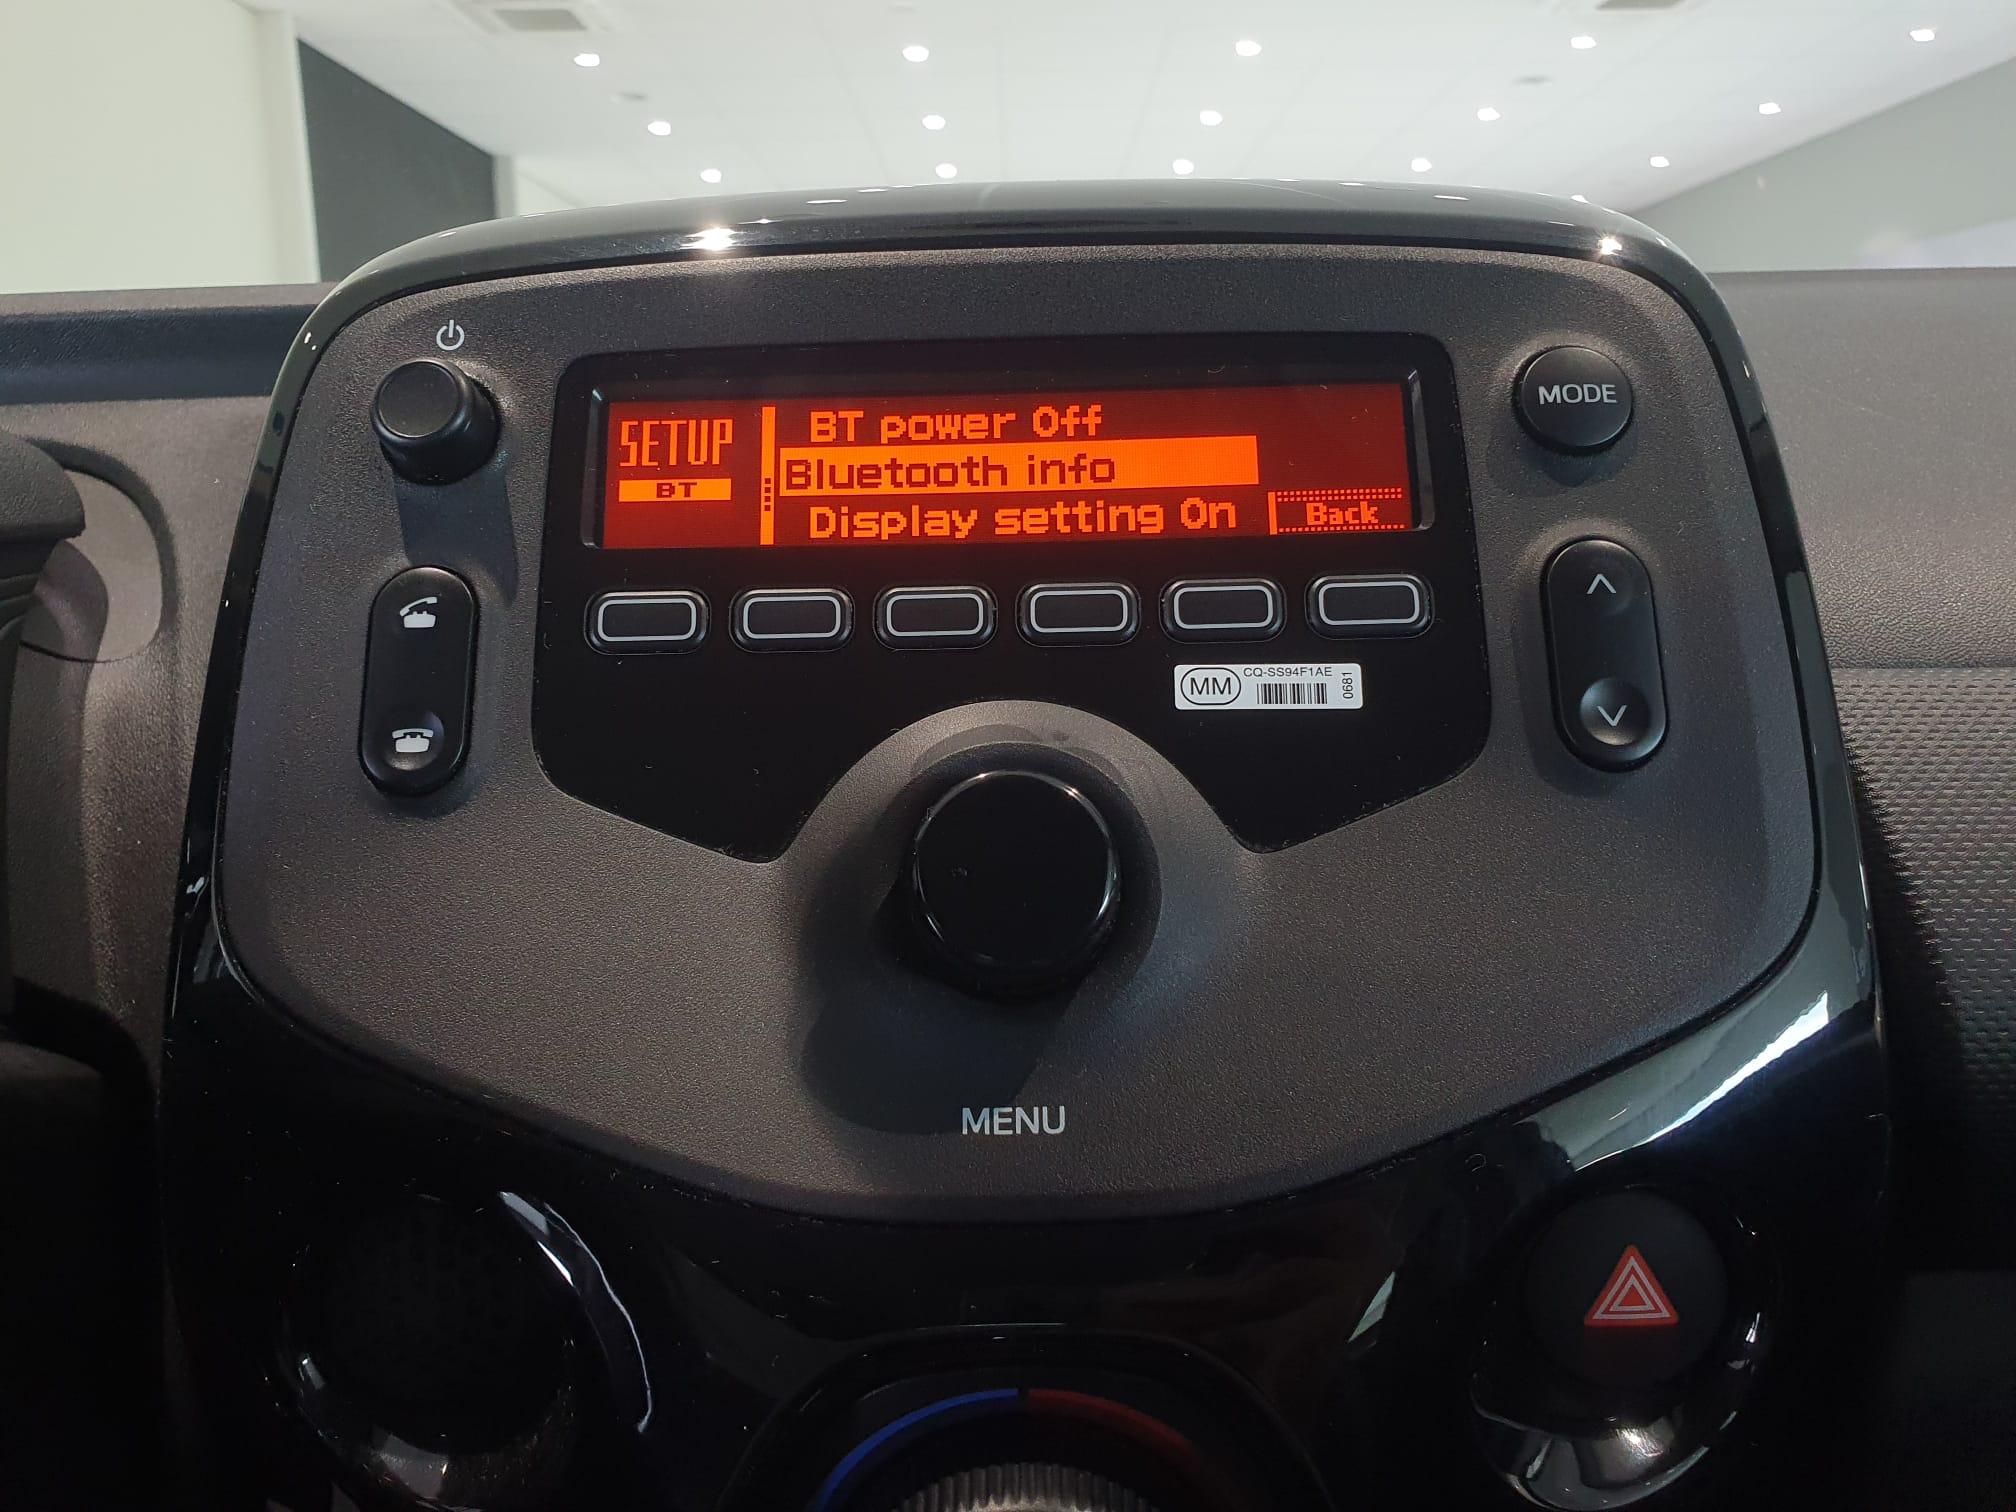 MODE
SETUP
BT
BT power Off
Bluetooth info
Display setting On
Back
MM
CQ-SS94F1AE
0681
MENU